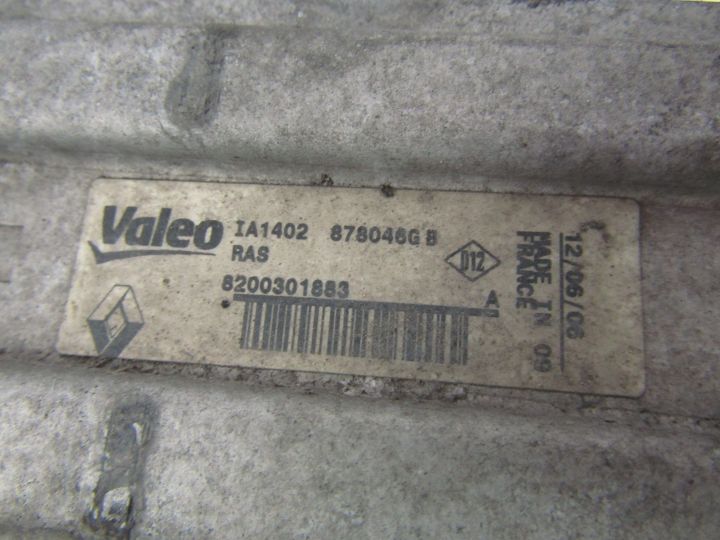 Valeo IA1402 878046G B
RAS
8200301883
A
D12
MADE IN
FRANCE
09
12/06/06